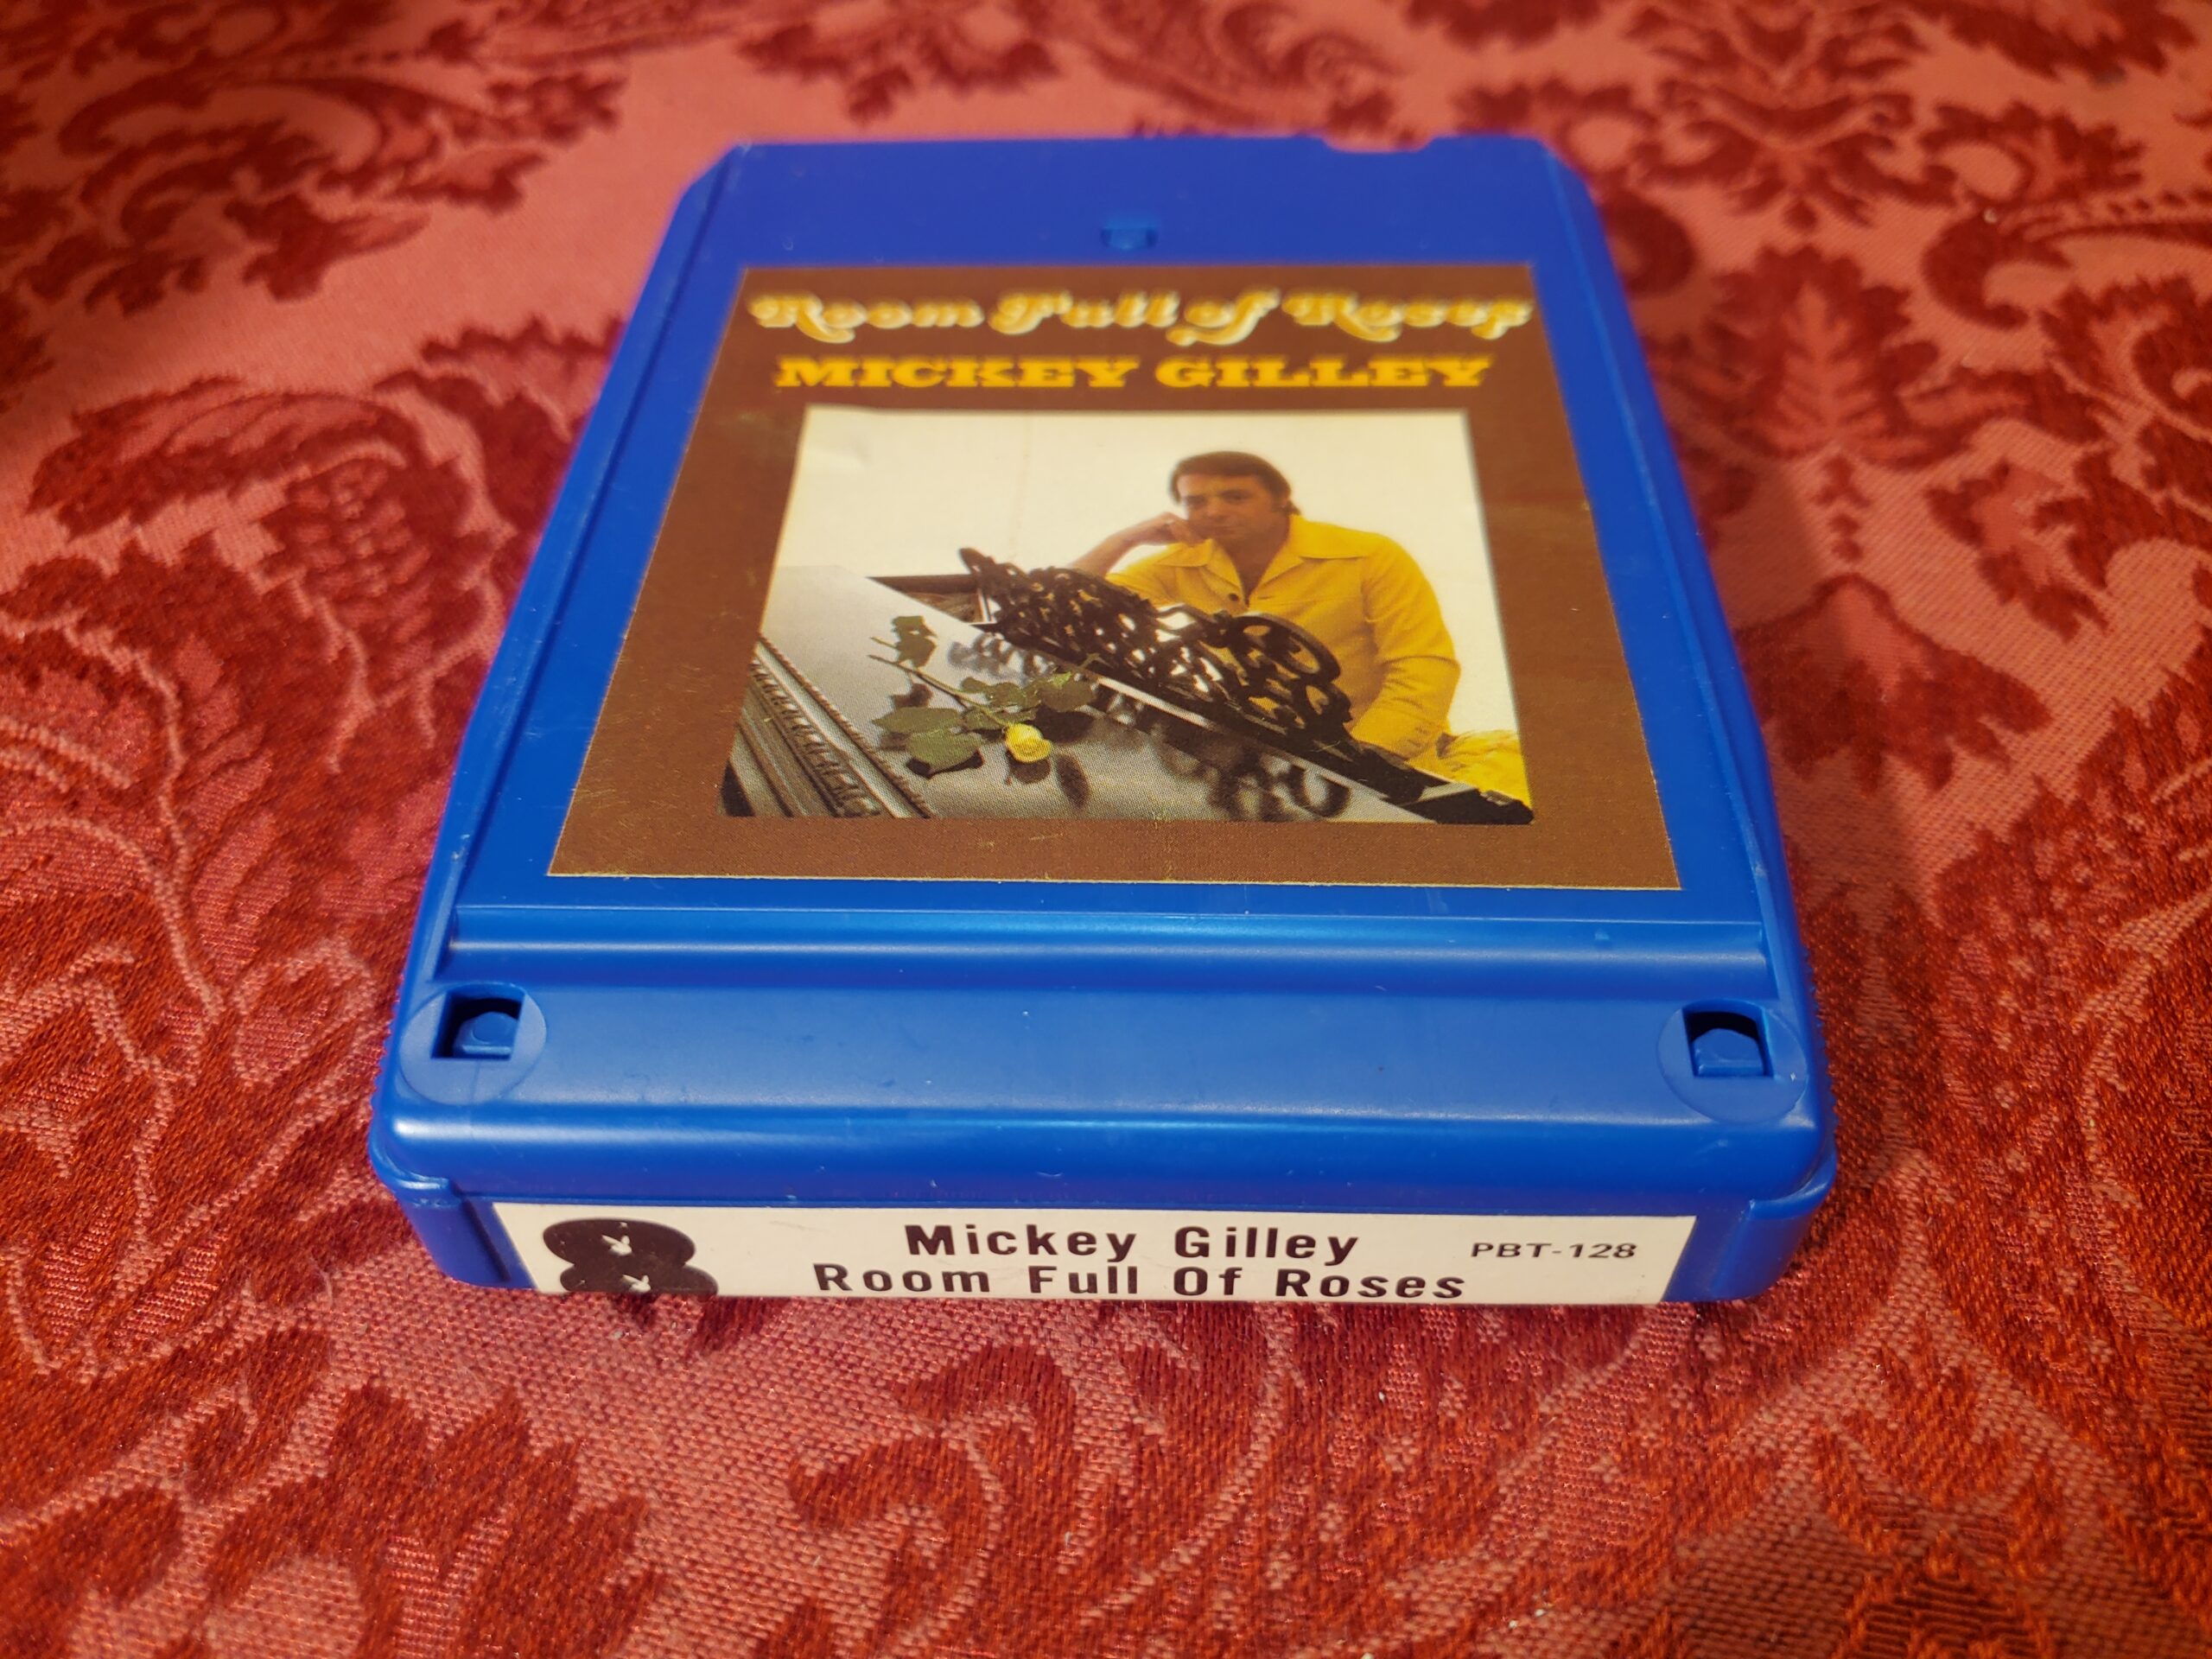 Room Full of Roses
MICKEY GILLEY
Mickey Gilley
Room Full Of Roses
PBT-128